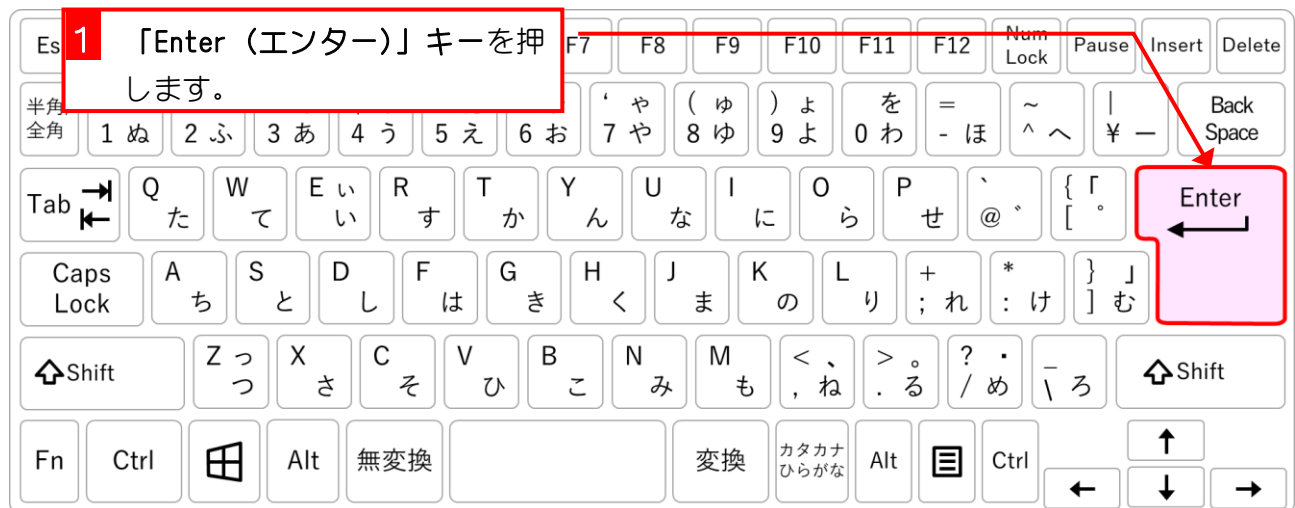 1 「Enter（エンター）」キーを押
します。
Es F7 F8 F9 F10 F11 F12 Num Lock Pause Insert Delete
半角/
全角
1 ぬ 2 ふ 3 あ 4 う 5 え 6 お ‘ ゃ 7 や ( ゅ 8 ゆ ) ょ 9 よ を 0 わ = - ほ ~ ^ へ | ¥ ー Back Space
Tab Q た W て E ぃ い R す T か Y ん U な I に O ら P せ ` @ ゛ { 「 [ ゜ Enter
Caps Lock A ち S と D し F は G き H く J ま K の L り + ; れ * : け } 」 ] む
Shift Z っ つ X さ C そ V ひ B こ N み M も < 、 , ね > 。 . る ? ・ / め _ \ ろ Shift
Fn Ctrl Alt 無変換 変換 カタカナ ひらがな Alt Ctrl
← ↑ ↓ →